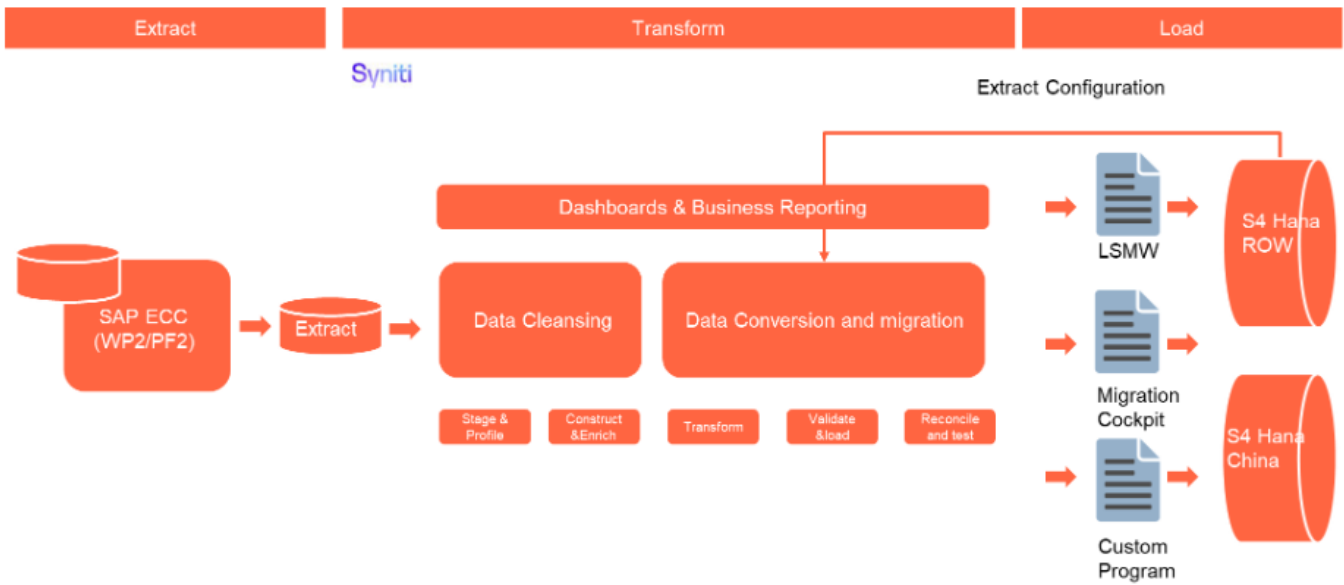 Extract
Transform
Load
Syniti
Extract Configuration
Dashboards & Business Reporting
SAP ECC
(WP2/PF2)
Extract
Data Cleansing
Data Conversion and migration
Stage &
Profile
Construct
&Enrich
Transform
Validate
&load
Reconcile
and test
LSMW
Migration
Cockpit
Custom
Program
S4 Hana
ROW
S4 Hana
China